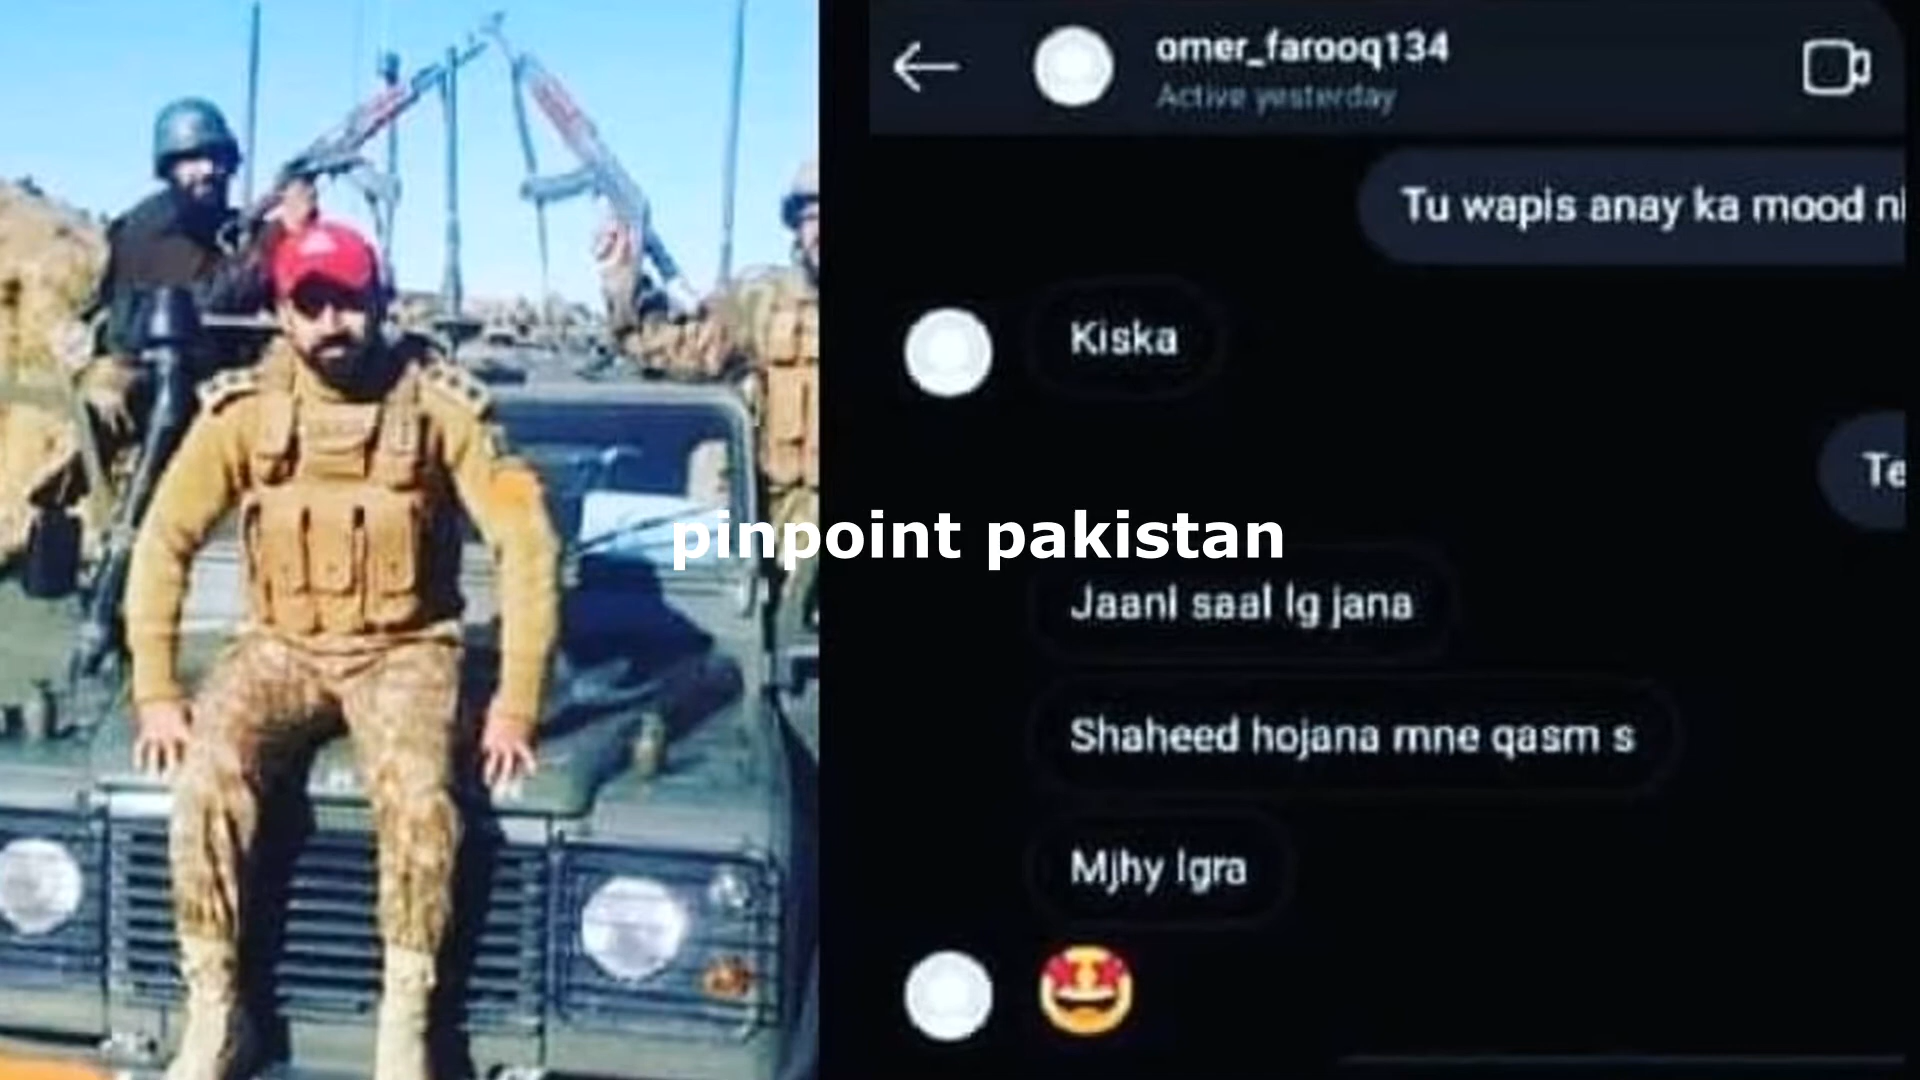 omer_farooq134
Active yesterday
Tu wapis anay ka mood
Kiska
Te
pinpoint pakistan
Jaani saal lg jana
Shaheed hojana mne qasm s
Mjhy lgra